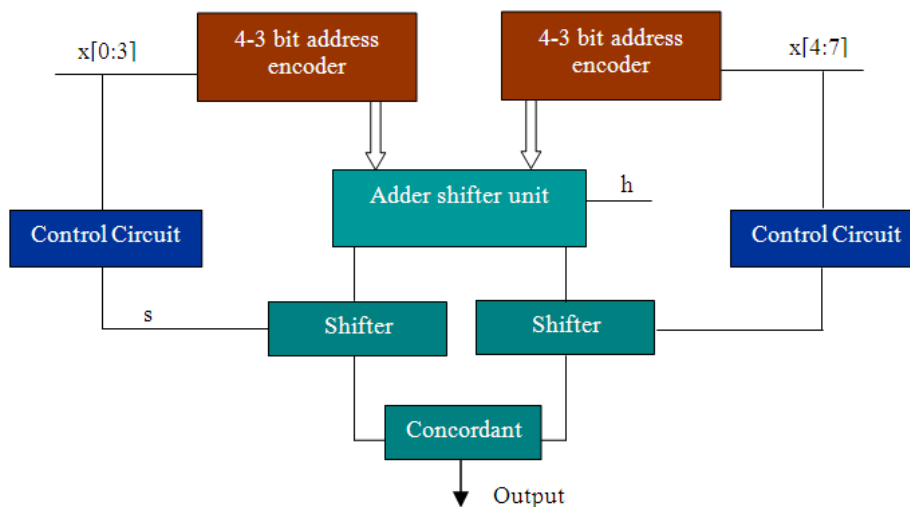 x[0:3]
4-3 bit address
encoder
4-3 bit address
encoder
x[4:7]
Adder shifter unit
h
Control Circuit
Control Circuit
s
Shifter
Shifter
Concordant
Output